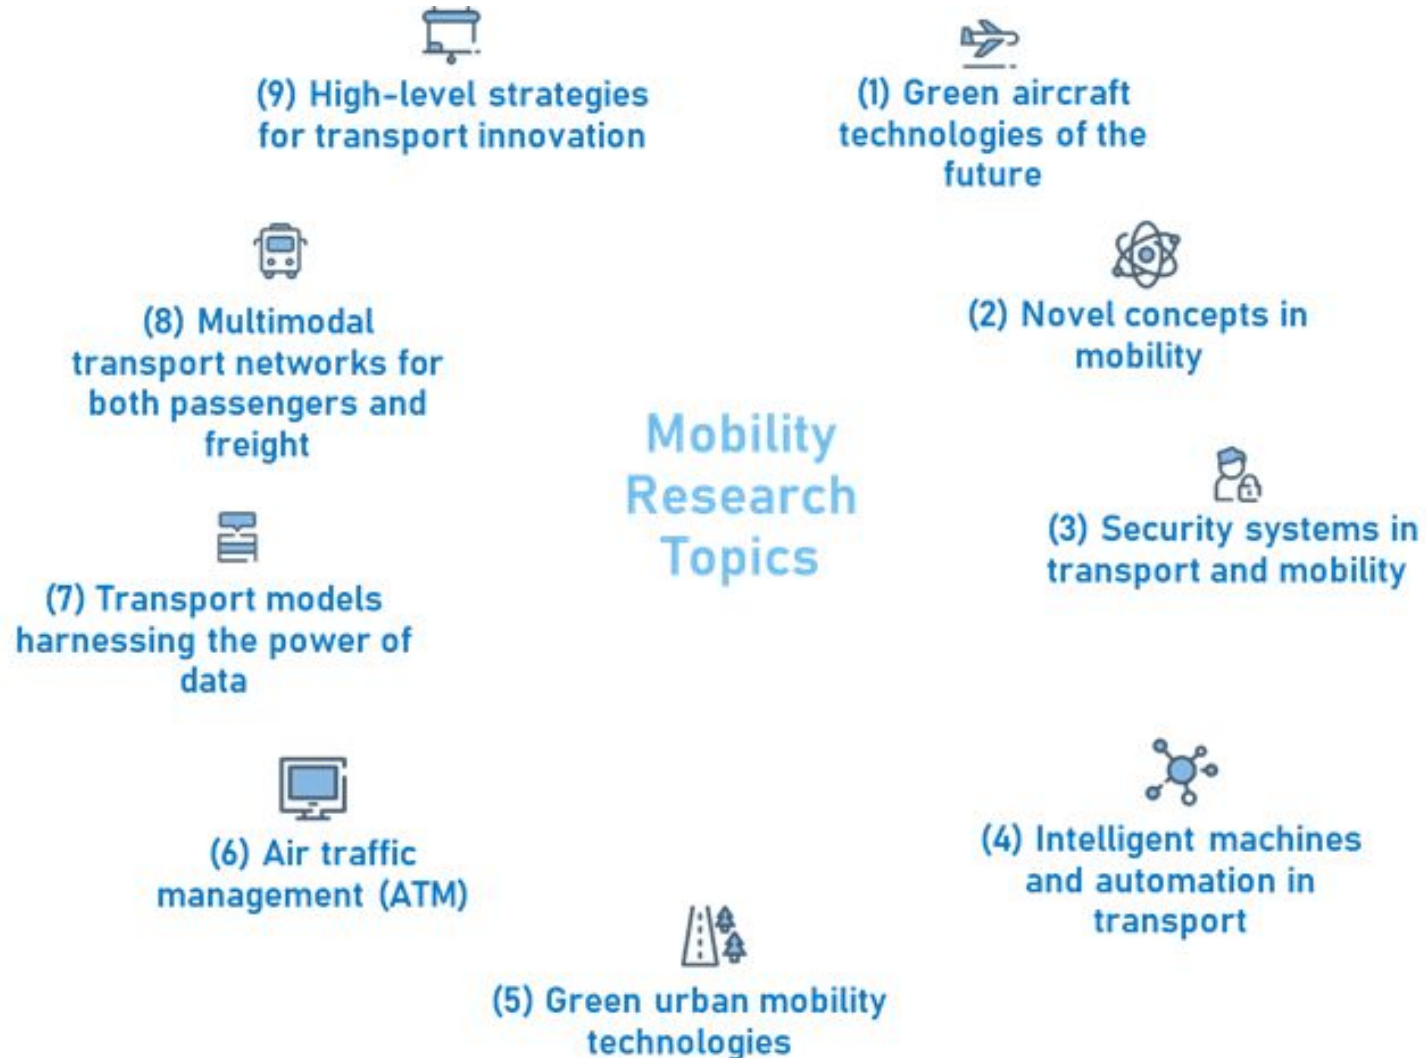 Mobility
Research
Topics
(1) Green aircraft
technologies of the
future
(2) Novel concepts in
mobility
(3) Security systems in
transport and mobility
(4) Intelligent machines
and automation in
transport
(5) Green urban mobility
technologies
(6) Air traffic
management (ATM)
(7) Transport models
harnessing the power of
data
(8) Multimodal
transport networks for
both passengers and
freight
(9) High-level strategies
for transport innovation